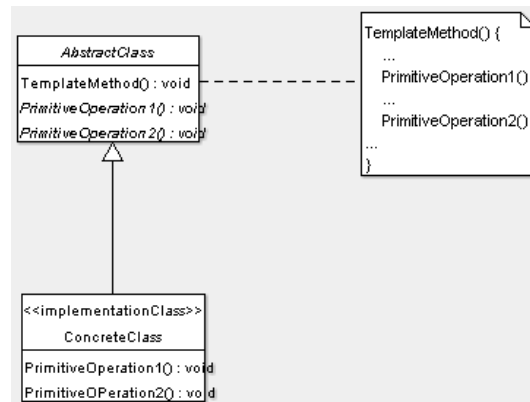 AbstractClass
TemplateMethod() : void
PrimitiveOperation1() : void
PrimitiveOperation2() : void
TemplateMethod() {
...
PrimitiveOperation1()
...
PrimitiveOperation2()
...
}
<<implementationClass>>
ConcreteClass
PrimitiveOperation1() : void
PrimitiveOPeration2() : void